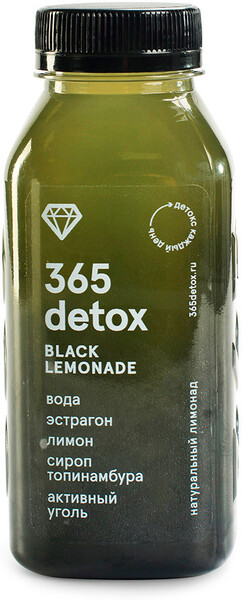 детокс каждый день
365detox.ru
365
detox
BLACK
LEMONADE
вода
эстрагон
лимон
сироп
топинамбура
активный
уголь
натуральный лимонад